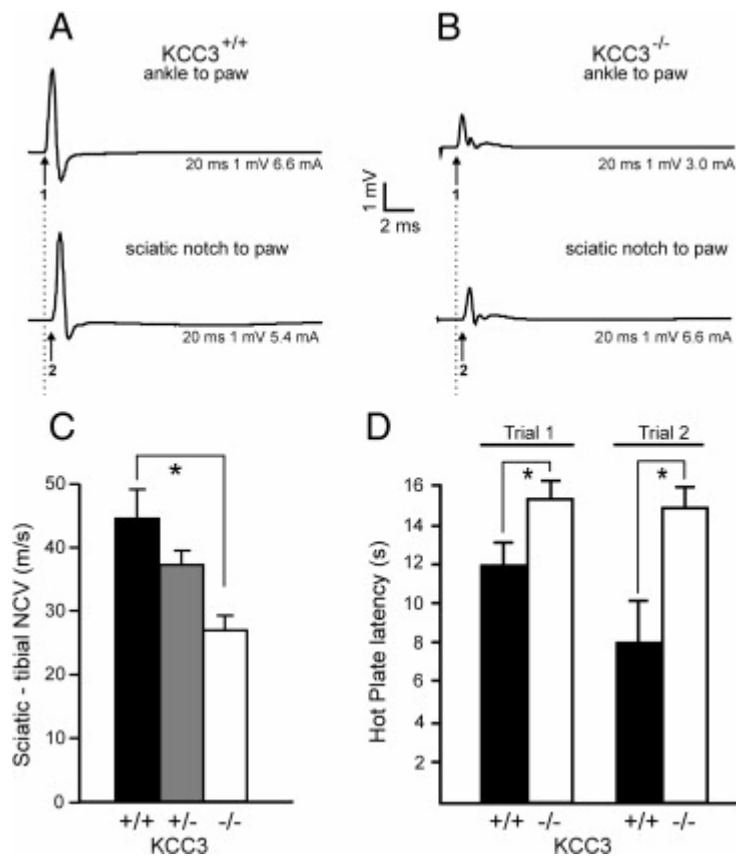 A
KCC3+/+
ankle to paw
20 ms 1 mV 6.6 mA
1
sciatic notch to paw
20 ms 1 mV 5.4 mA
2
B
KCC3-/-
ankle to paw
20 ms 1 mV 3.0 mA
1
1 mV
2 ms
sciatic notch to paw
20 ms 1 mV 6.6 mA
2
C
Sciatic - tibial NCV (m/s)
50
40
30
20
10
0
*
+/+ +/- -/-
KCC3
D
Trial 1 Trial 2
Hot Plate latency (s)
16
14
12
10
8
6
4
2
* *
+/+ -/- +/+ -/-
KCC3